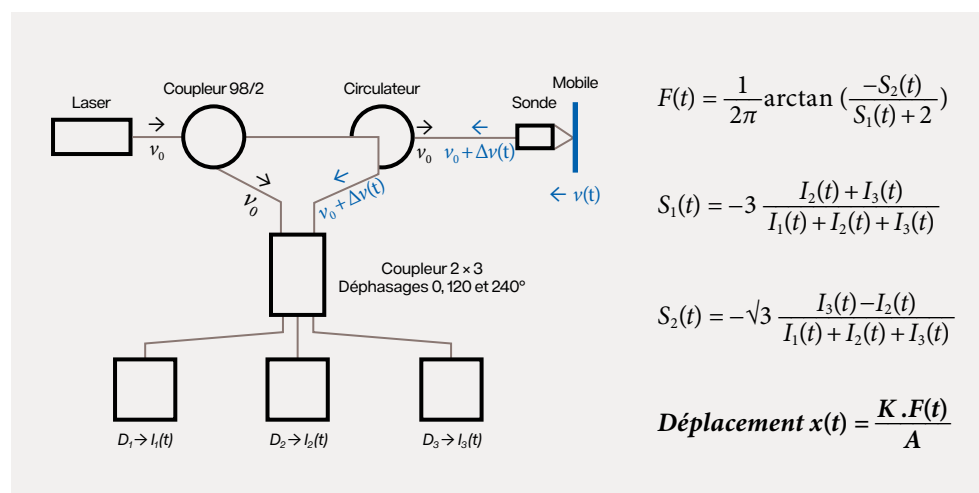 Laser
Coupleur 98/2
Circulateur
Sonde
Mobile
ν₀
ν₀
ν₀ + Δν(t)
← ν(t)
ν₀
ν₀ + Δν(t)
Coupleur 2 × 3
Déphasages 0, 120 et 240°
D₁ → I₁(t)
D₂ → I₂(t)
D₃ → I₃(t)
F(t) = 1/2π arctan (−S₂(t)/S₁(t) + 2)
S₁(t) = −3 I₂(t) + I₃(t)/I₁(t) + I₂(t) + I₃(t)
S₂(t) = −√3 I₃(t) − I₂(t)/I₁(t) + I₂(t) + I₃(t)
Déplacement x(t) = K .F(t)/A